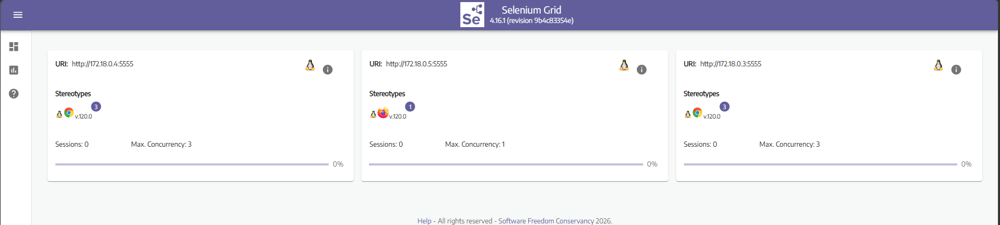 Se
Selenium Grid
4.16.1 (revision 9b4c83354e)
URI: http://172.18.0.4:5555
Stereotypes
v.120.0
3
Sessions: 0 Max. Concurrency: 3
0%
URI: http://172.18.0.5:5555
Stereotypes
v.120.0
1
Sessions: 0 Max. Concurrency: 1
0%
URI: http://172.18.0.3:5555
Stereotypes
v.120.0
3
Sessions: 0 Max. Concurrency: 3
0%
Help - All rights reserved - Software Freedom Conservancy 2026.